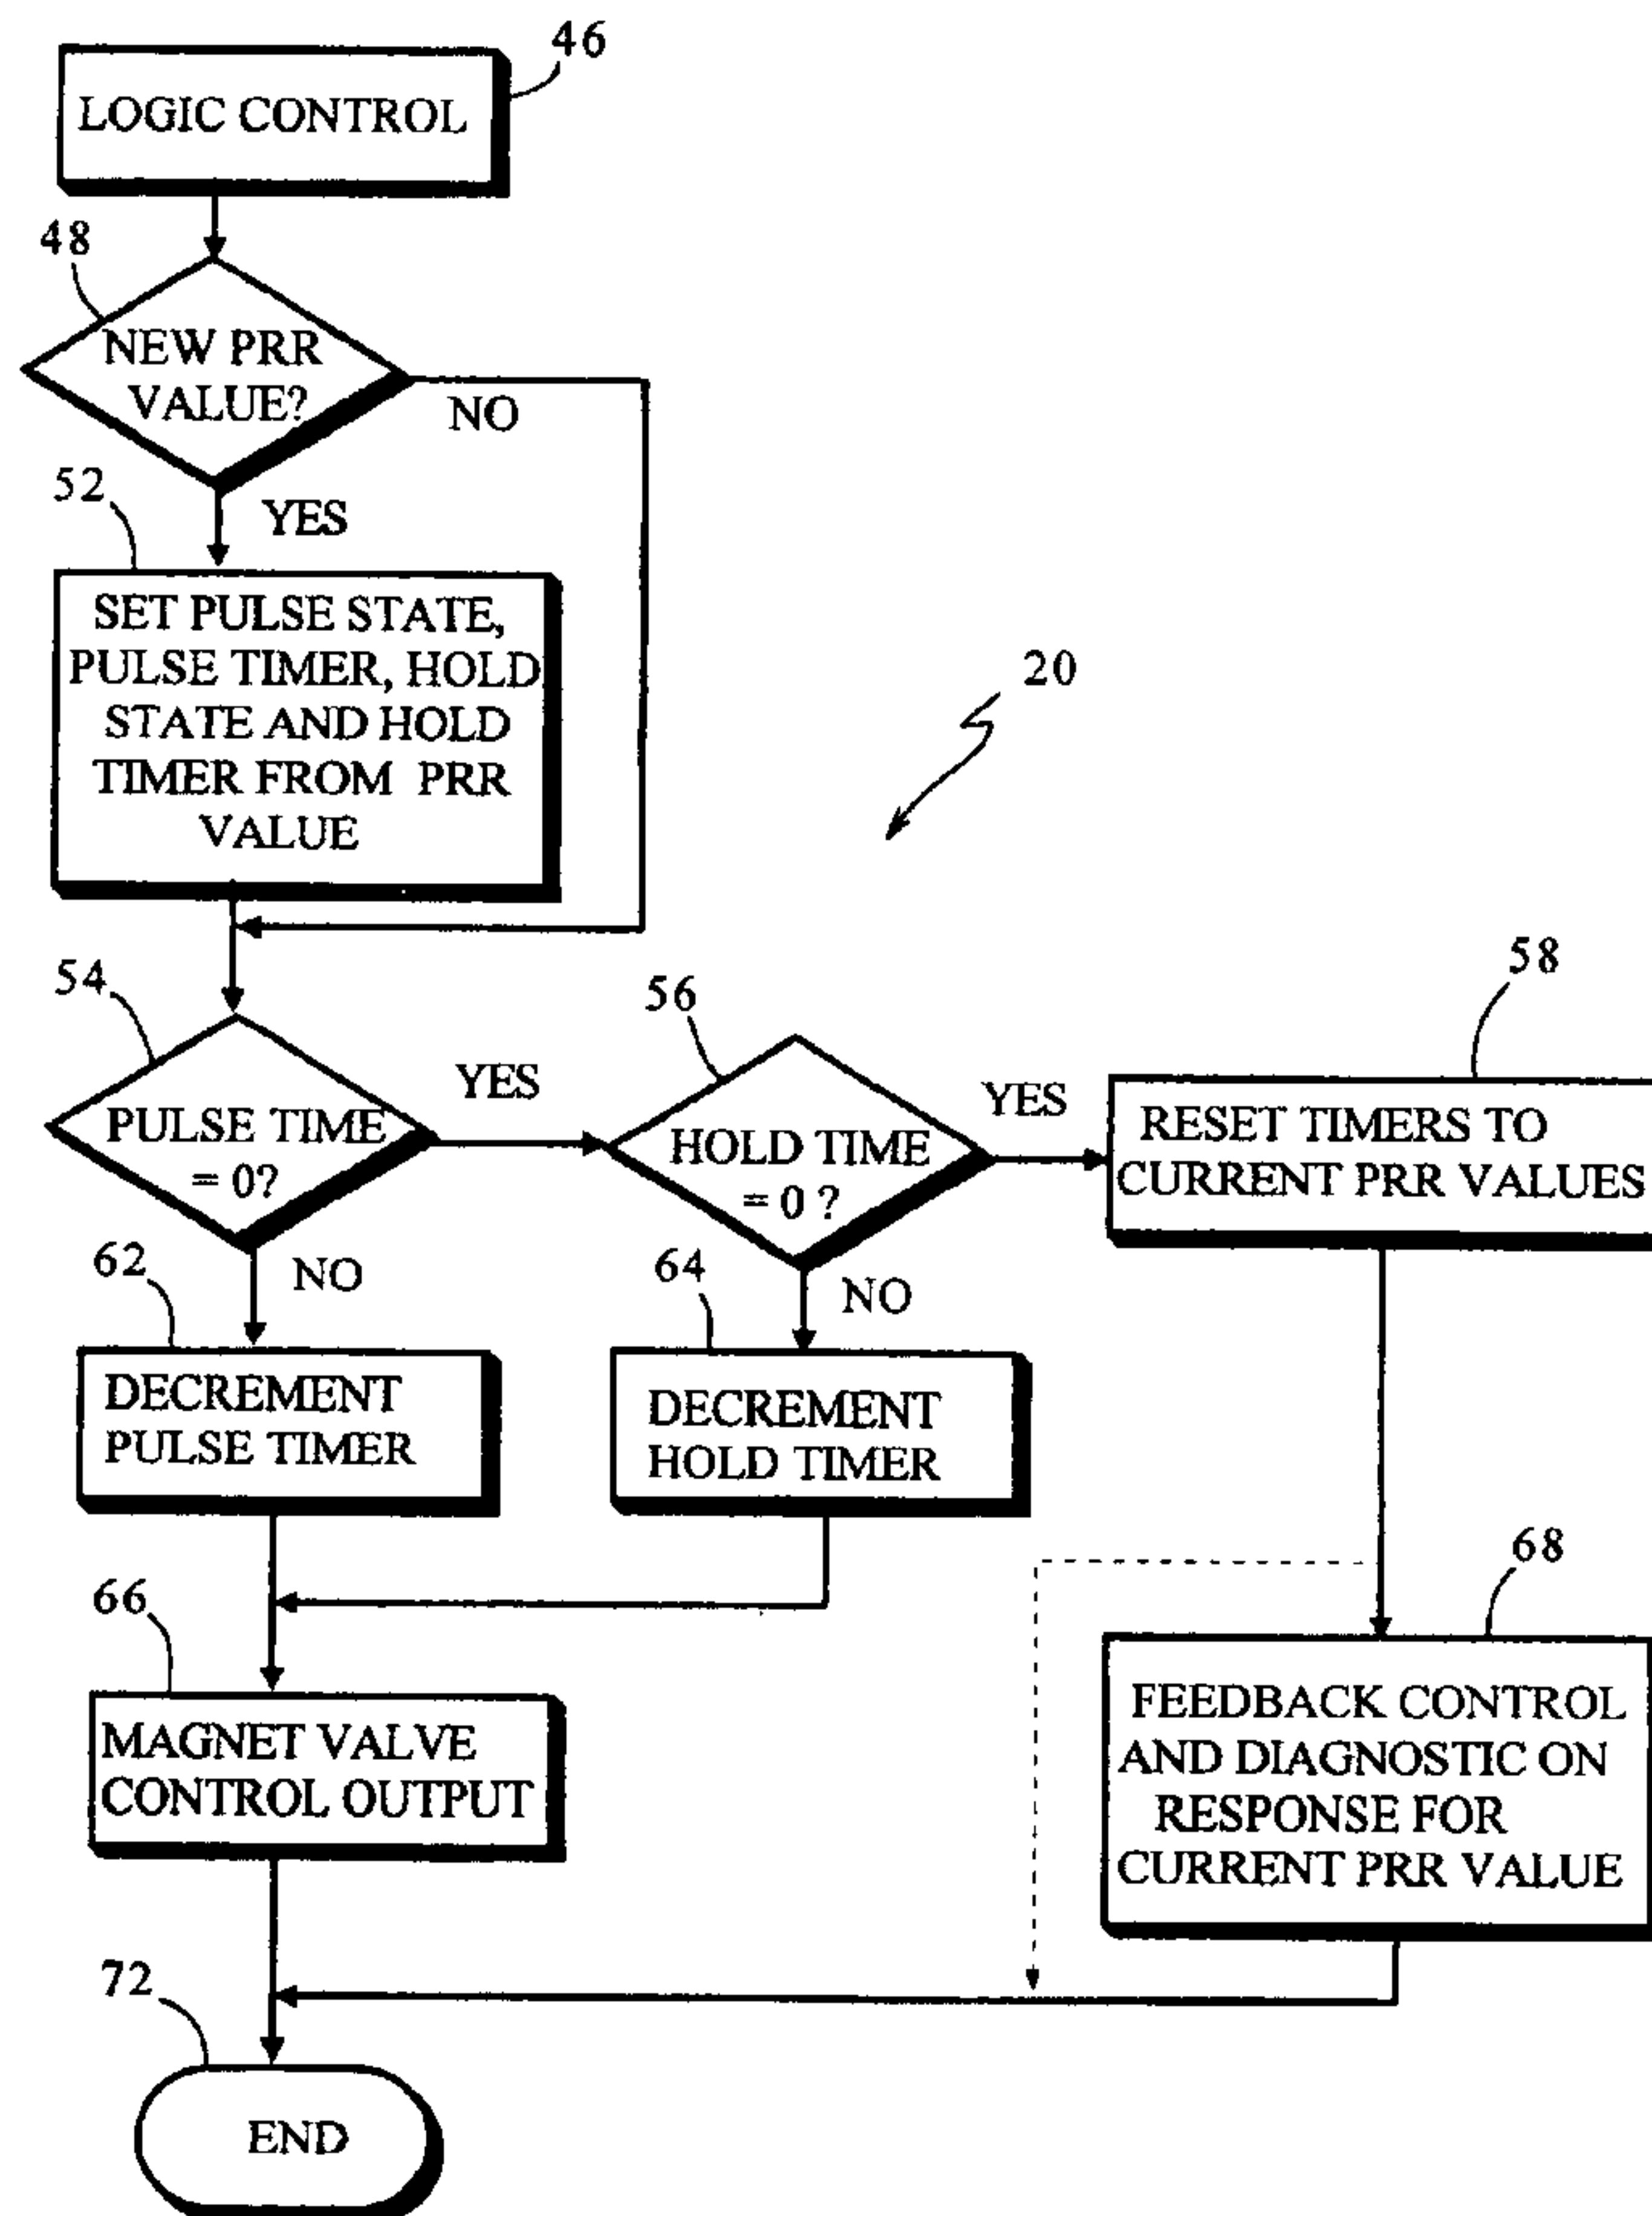 46
LOGIC CONTROL
48
NEW PRR
VALUE?
NO
YES
52
SET PULSE STATE,
PULSE TIMER, HOLD
STATE AND HOLD
TIMER FROM PRR
VALUE
20
54
PULSE TIME
= 0?
YES
56
HOLD TIME
= 0 ?
YES
58
RESET TIMERS TO
CURRENT PRR VALUES
NO
62
DECREMENT
PULSE TIMER
NO
64
DECREMENT
HOLD TIMER
66
MAGNET VALVE
CONTROL OUTPUT
68
FEEDBACK CONTROL
AND DIAGNOSTIC ON
RESPONSE FOR
CURRENT PRR VALUE
72
END